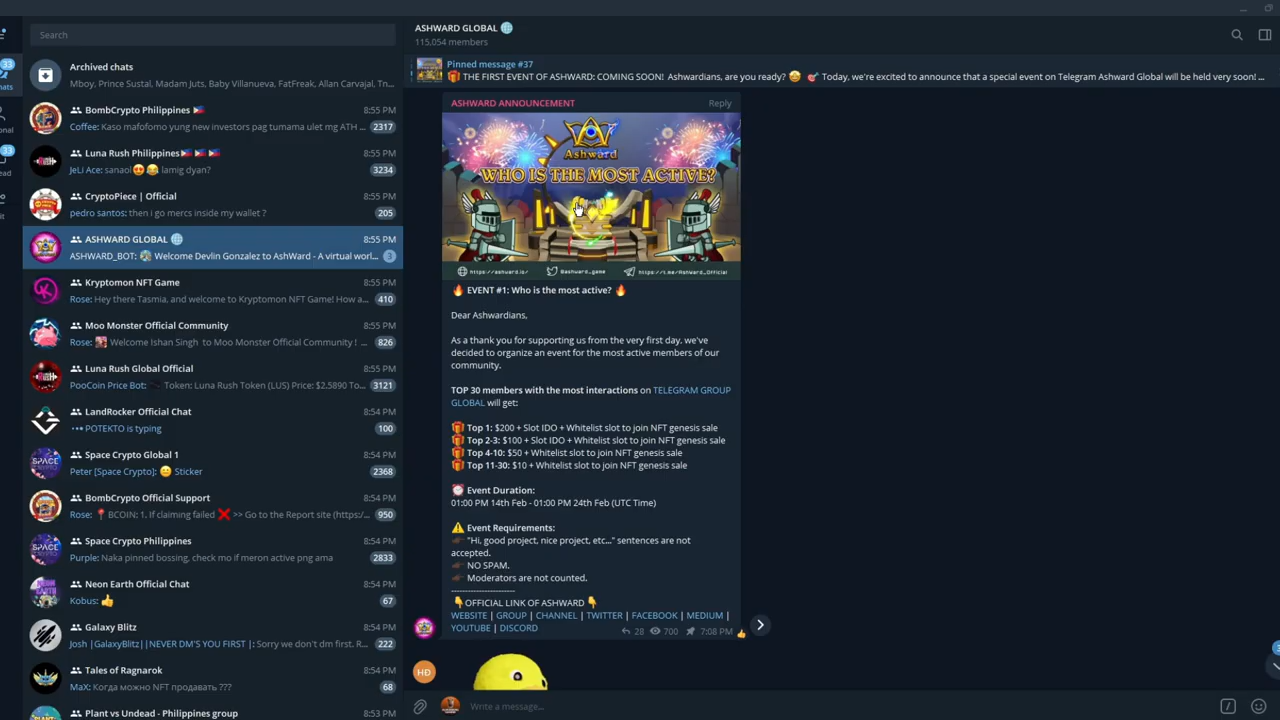 ASHWARD GLOBAL
115,054 members
Search
33
hats
onal
33
ead
it
Archived chats
Mboy, Prince Sustal, Madam Juts, Baby Villanueva, FatFreak, Allan Carvajal, Tn...
BombCrypto Philippines
8:55 PM
Coffee: Kaso mafofomo yung new investors pag tumama ulet mg ATH ...
2317
Luna Rush Philippines
8:55 PM
JeLi Ace: sanaol lamig dyan?
3234
CryptoPiece | Official
8:55 PM
pedro santos: then i go mercs inside my wallet ?
205
ASHWARD GLOBAL
8:55 PM
ASHWARD_BOT: Welcome Devlin Gonzalez to AshWard - A virtual worl...
3
Kryptomon NFT Game
8:55 PM
Rose: Hey there Tasmia, and welcome to Kryptomon NFT Game! How a...
410
Moo Monster Official Community
8:55 PM
Rose: Welcome Ishan Singh to Moo Monster Official Community ! ...
826
Luna Rush Global Official
8:55 PM
PooCoin Price Bot: Token: Luna Rush Token (LUS) Price: $2.5890 To...
3121
LandRocker Official Chat
8:54 PM
POTEKTO is typing
100
Space Crypto Global 1
8:54 PM
Peter [Space Crypto]: Sticker
2368
BombCrypto Official Support
8:54 PM
Rose: BCOIN: 1. If claiming failed >> Go to the Report site (https:/...
950
Space Crypto Philippines
8:54 PM
Purple: Naka pinned bossing, check mo if meron active png ama
2833
Neon Earth Official Chat
8:54 PM
Kobus:
67
Galaxy Blitz
8:54 PM
Josh |GalaxyBlitz||NEVER DM'S YOU FIRST |: Sorry we don't dm first. R...
222
Tales of Ragnarok
8:54 PM
MaX: Когда можно NFT продавать ???
68
Plant vs Undead - Philippines group
8:53 PM
Pinned message #37
THE FIRST EVENT OF ASHWARD: COMING SOON! Ashwardians, are you ready? Today, we're excited to announce that a special event on Telegram Ashward Global will be held very soon! ...
ASHWARD ANNOUNCEMENT
Reply
Ashward
WHO IS THE MOST ACTIVE?
https://ashward.io/
@ashward_game
https://t.me/Ashward_Official
EVENT #1: Who is the most active?
Dear Ashwardians,
As a thank you for supporting us from the very first day, we've
decided to organize an event for the most active members of our
community.
TOP 30 members with the most interactions on TELEGRAM GROUP
GLOBAL will get:
Top 1: $200 + Slot IDO + Whitelist slot to join NFT genesis sale
Top 2-3: $100 + Slot IDO + Whitelist slot to join NFT genesis sale
Top 4-10: $50 + Whitelist slot to join NFT genesis sale
Top 11-30: $10 + Whitelist slot to join NFT genesis sale
Event Duration:
01:00 PM 14th Feb - 01:00 PM 24th Feb (UTC Time)
Event Requirements:
"Hi, good project, nice project, etc..." sentences are not
accepted.
NO SPAM.
Moderators are not counted.
-----------------------
OFFICIAL LINK OF ASHWARD
WEBSITE | GROUP | CHANNEL | TWITTER | FACEBOOK | MEDIUM |
YOUTUBE | DISCORD
28 700 7:08 PM
HĐ
Write a message...